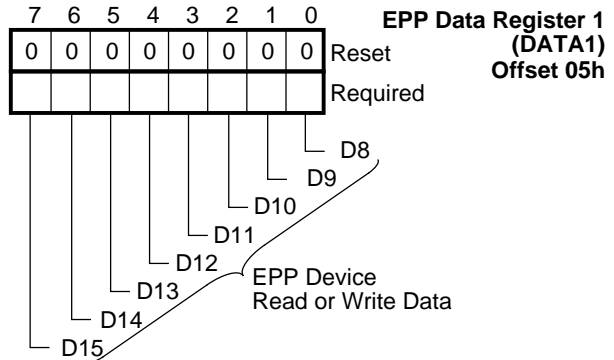 EPP Data Register 1
(DATA1)
Offset 05h
7 6 5 4 3 2 1 0
0 0 0 0 0 0 0 0 Reset
Required
D8
D9
D10
D11
D12
D13
D14
D15
EPP Device
Read or Write Data